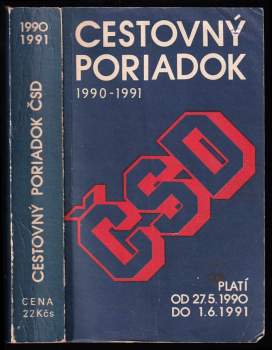 1990
1991
CESTOVNÝ PORIADOK ČSD
CENA
22Kčs
CESTOVNÝ
PORIADOK
1990-1991
ČSD
PLATÍ
OD 27.5.1990
DO 1.6.1991